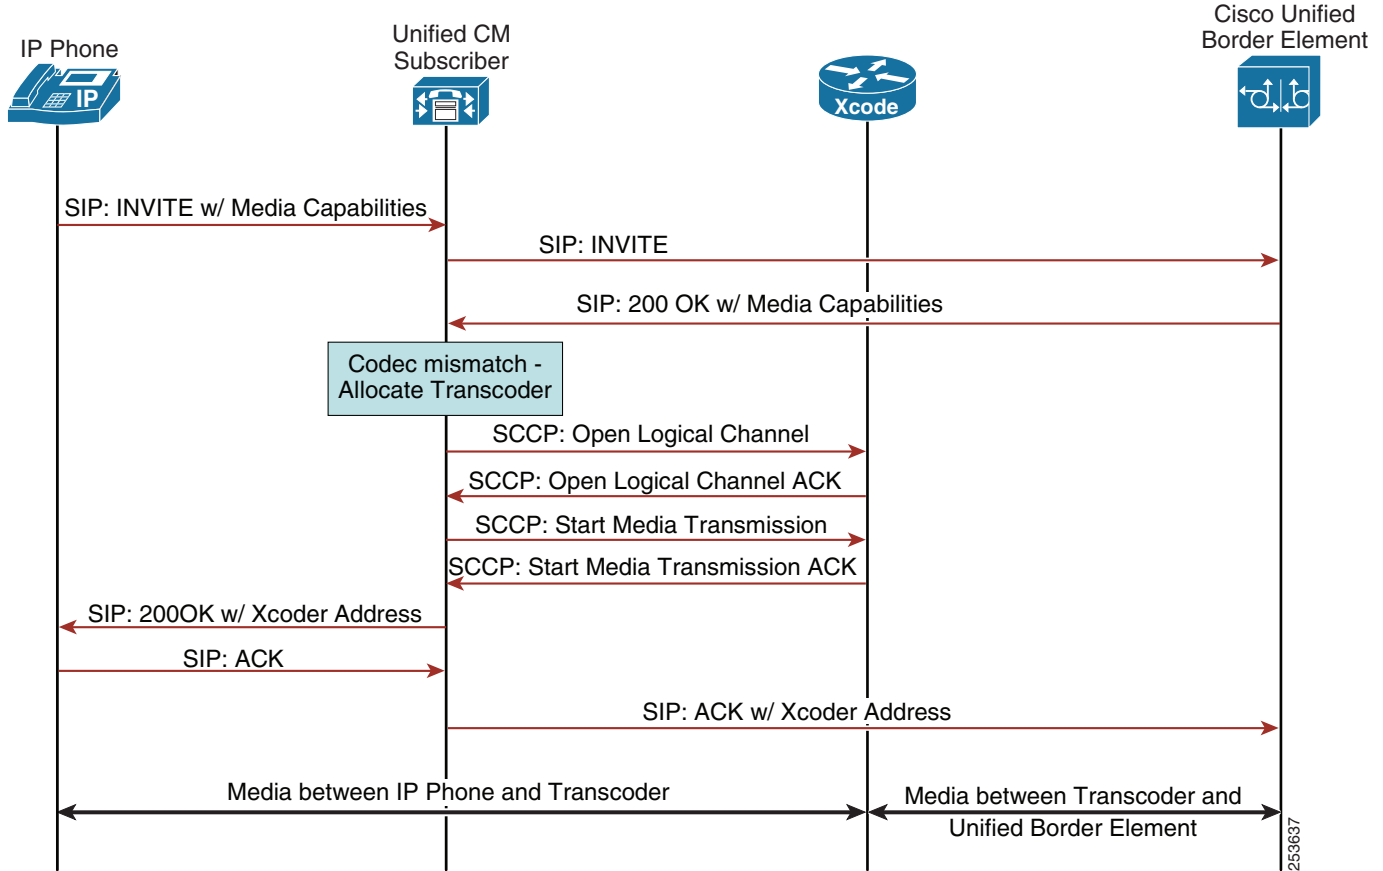 IP Phone
Unified CM
Subscriber
Cisco Unified
Border Element
IP
Xcode
SIP: INVITE w/ Media Capabilities
SIP: INVITE
SIP: 200 OK w/ Media Capabilities
Codec mismatch -
Allocate Transcoder
SCCP: Open Logical Channel
SCCP: Open Logical Channel ACK
SCCP: Start Media Transmission
SCCP: Start Media Transmission ACK
SIP: 200OK w/ Xcoder Address
SIP: ACK
SIP: ACK w/ Xcoder Address
Media between IP Phone and Transcoder
Media between Transcoder and
Unified Border Element
253637